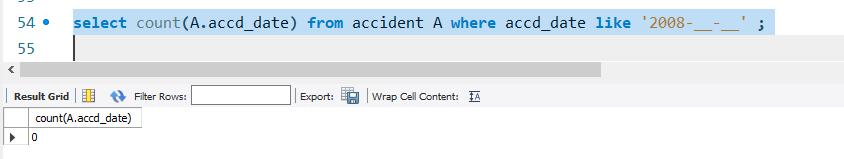 54 select count(A.accd_date) from accident A where accd_date like '2008-__-__' ;
55
Result Grid Filter Rows: Export: Wrap Cell Content: IA
count(A.accd_date)
0